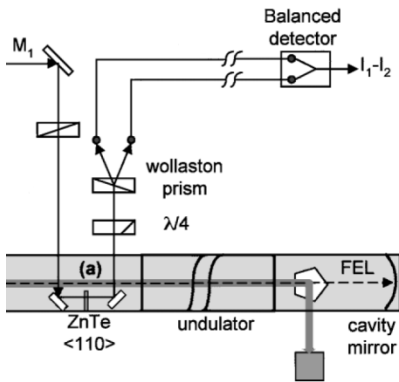 Balanced
detector
M₁
I₁-I₂
wollaston
prism
λ/4
(a)
FEL
ZnTe
<110>
undulator
cavity
mirror